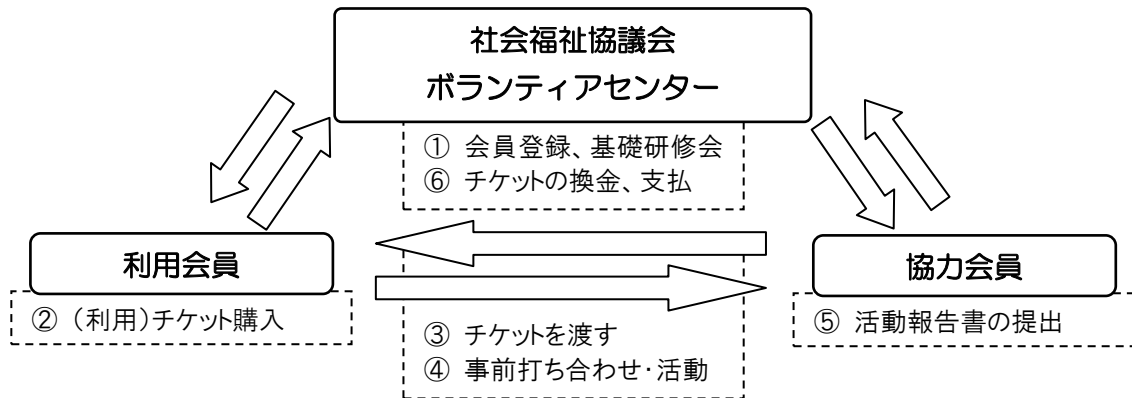 社会福祉協議会
ボランティアセンター
① 会員登録、基礎研修会
⑥ チケットの換金、支払
利用会員
② (利用)チケット購入
協力会員
⑤ 活動報告書の提出
③ チケットを渡す
④ 事前打ち合わせ・活動